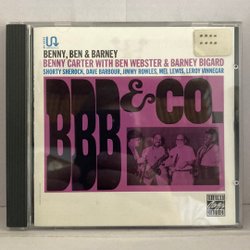 BENNY, BEN & BARNEY
BENNY CARTER WITH BEN WEBSTER & BARNEY BIGARD
SHORTY SHEROCK, DAVE BARBOUR, JIMMY ROWLES, MEL LEWIS, LEROY VINNEGAR
BBB & CO.